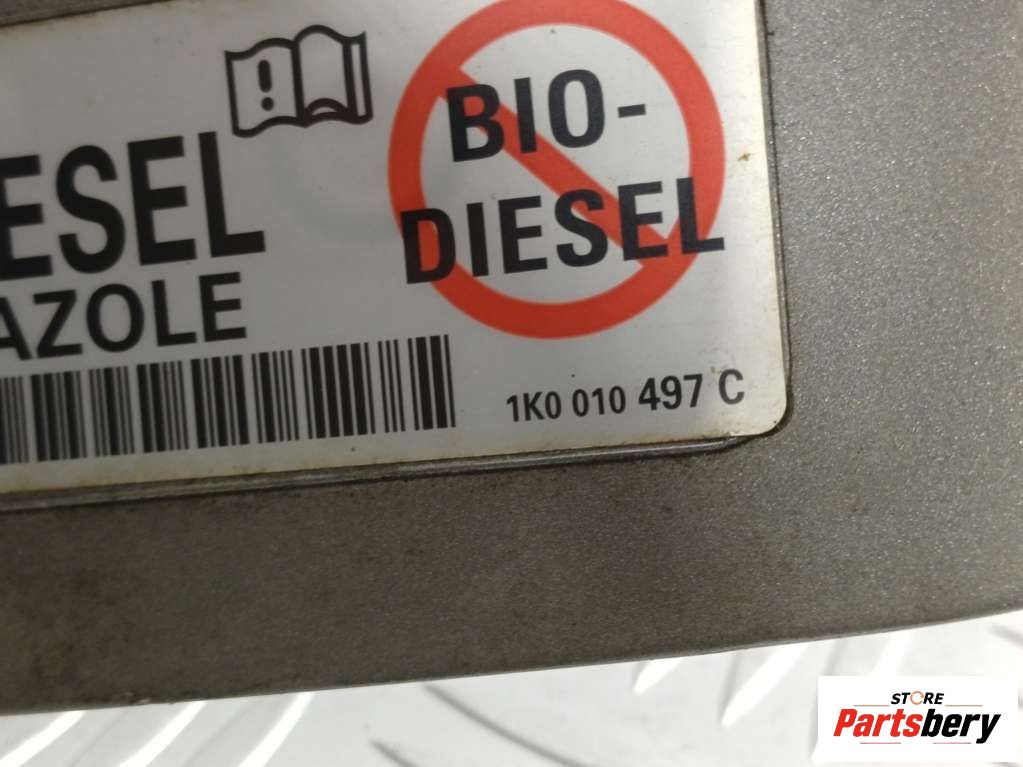 BIO-
DIESEL
ESEL
AZOLE
1K0 010 497 C
STORE
Partsbery